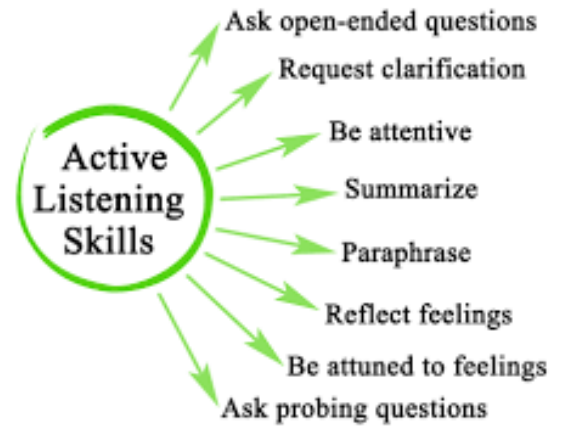 Active
Listening
Skills
Ask open-ended questions
Request clarification
Be attentive
Summarize
Paraphrase
Reflect feelings
Be attuned to feelings
Ask probing questions